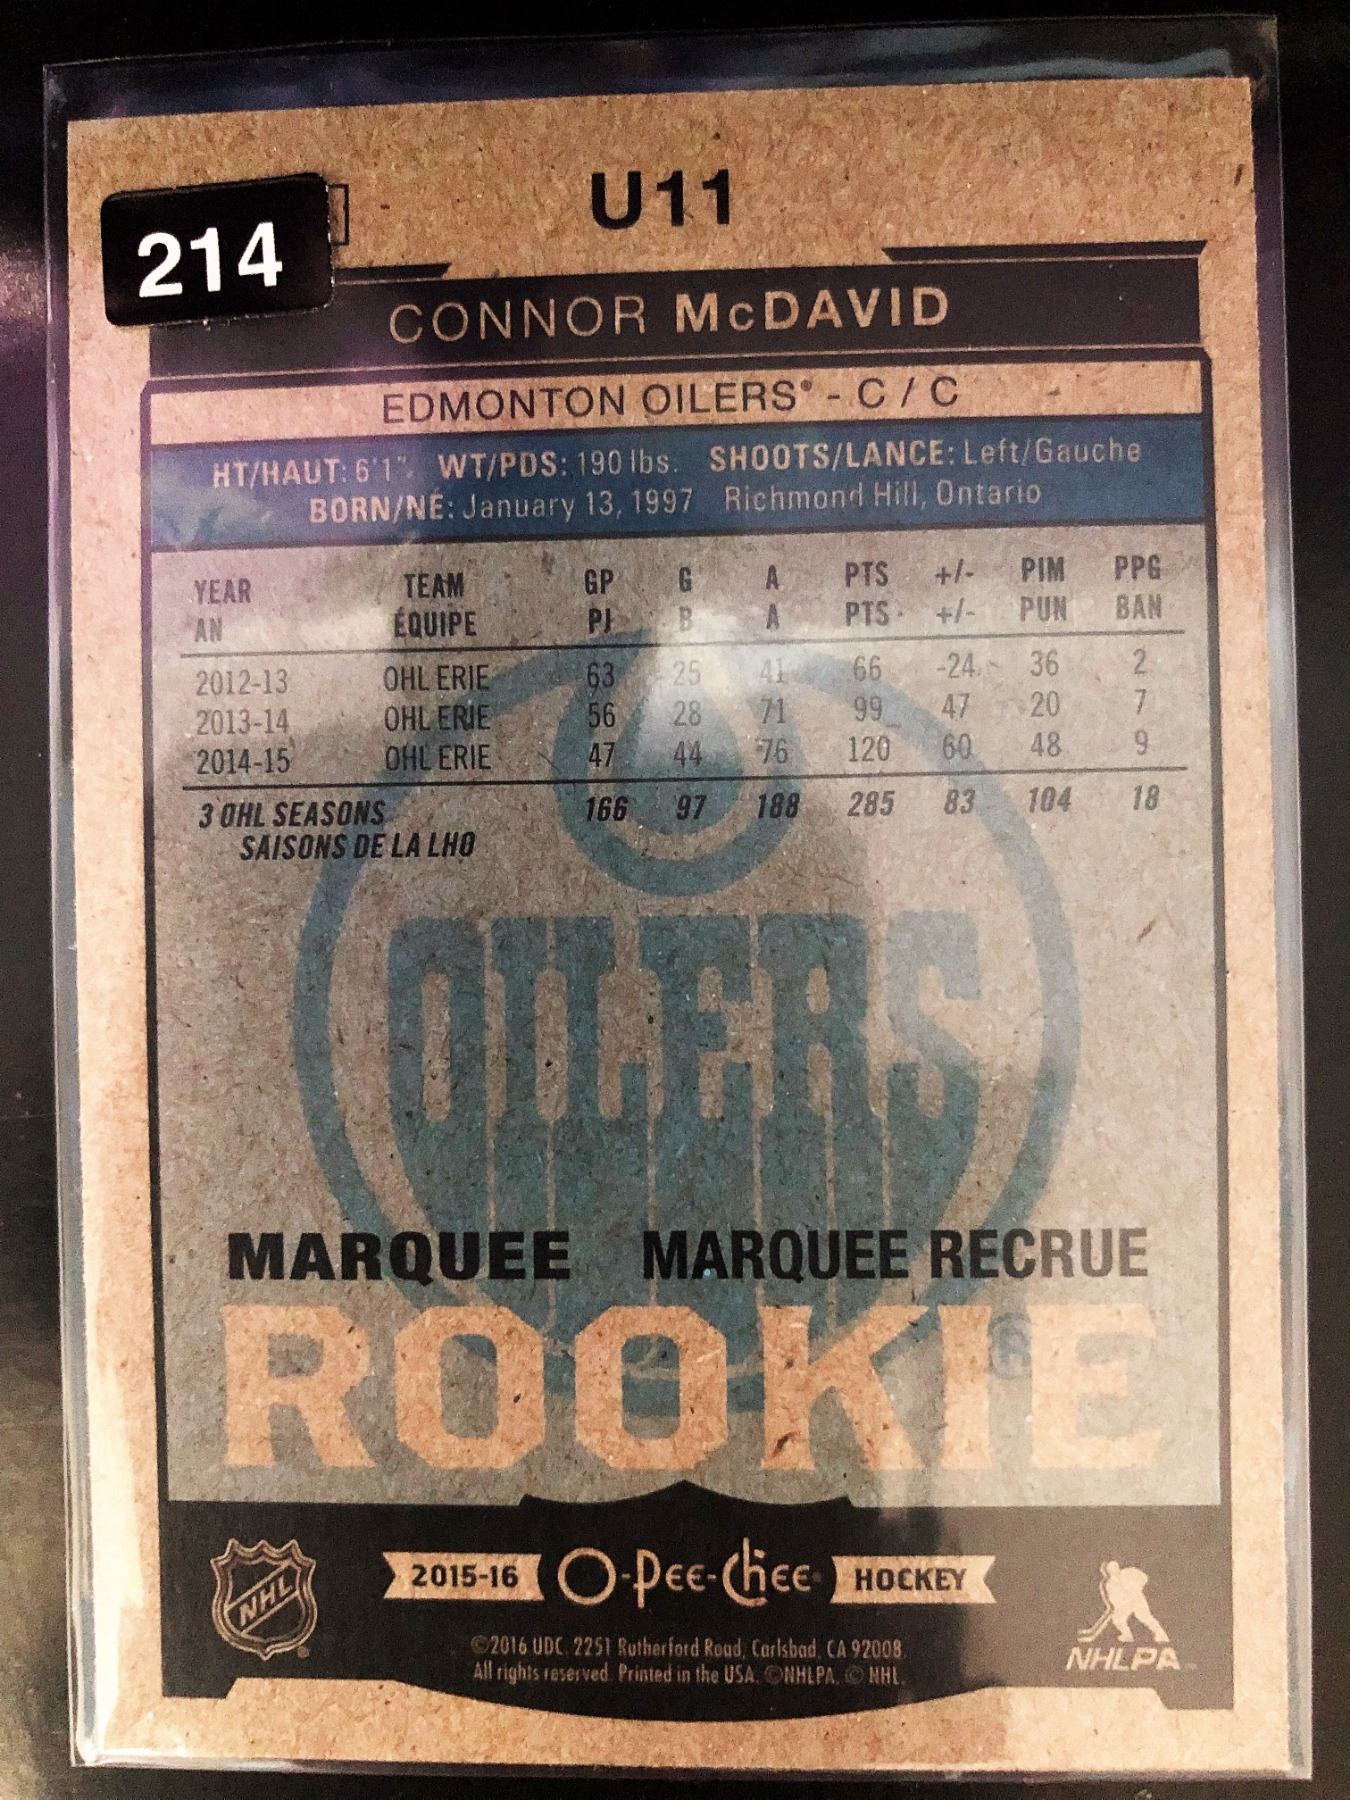 U11
214
CONNOR McDAVID
EDMONTON OILERS® - C / C
HT/HAUT: 6'1". WT/PDS: 190 lbs. SHOOTS/LANCE: Left/Gauche
BORN/NÉ: January 13, 1997 Richmond Hill, Ontario
YEAR TEAM GP G A PTS +/- PIM PPG
AN ÉQUIPE PJ B A PTS +/- PUN BAN
2012-13 OHL ERIE 63 25 41 66 -24 36 2
2013-14 OHL ERIE 56 28 71 99 47 20 7
2014-15 OHL ERIE 47 44 76 120 60 48 9
3 OHL SEASONS 166 97 188 285 83 104 18
SAISONS DE LA LHO
OILERS
MARQUEE MARQUEE RECRUE
ROOKIE
®
NHL 2015-16 O-Pee-Chee HOCKEY
©2016 UDC. 2251 Rutherford Road, Carlsbad, CA 92008.
All rights reserved. Printed in the USA. ©NHLPA. © NHL.
NHLPA